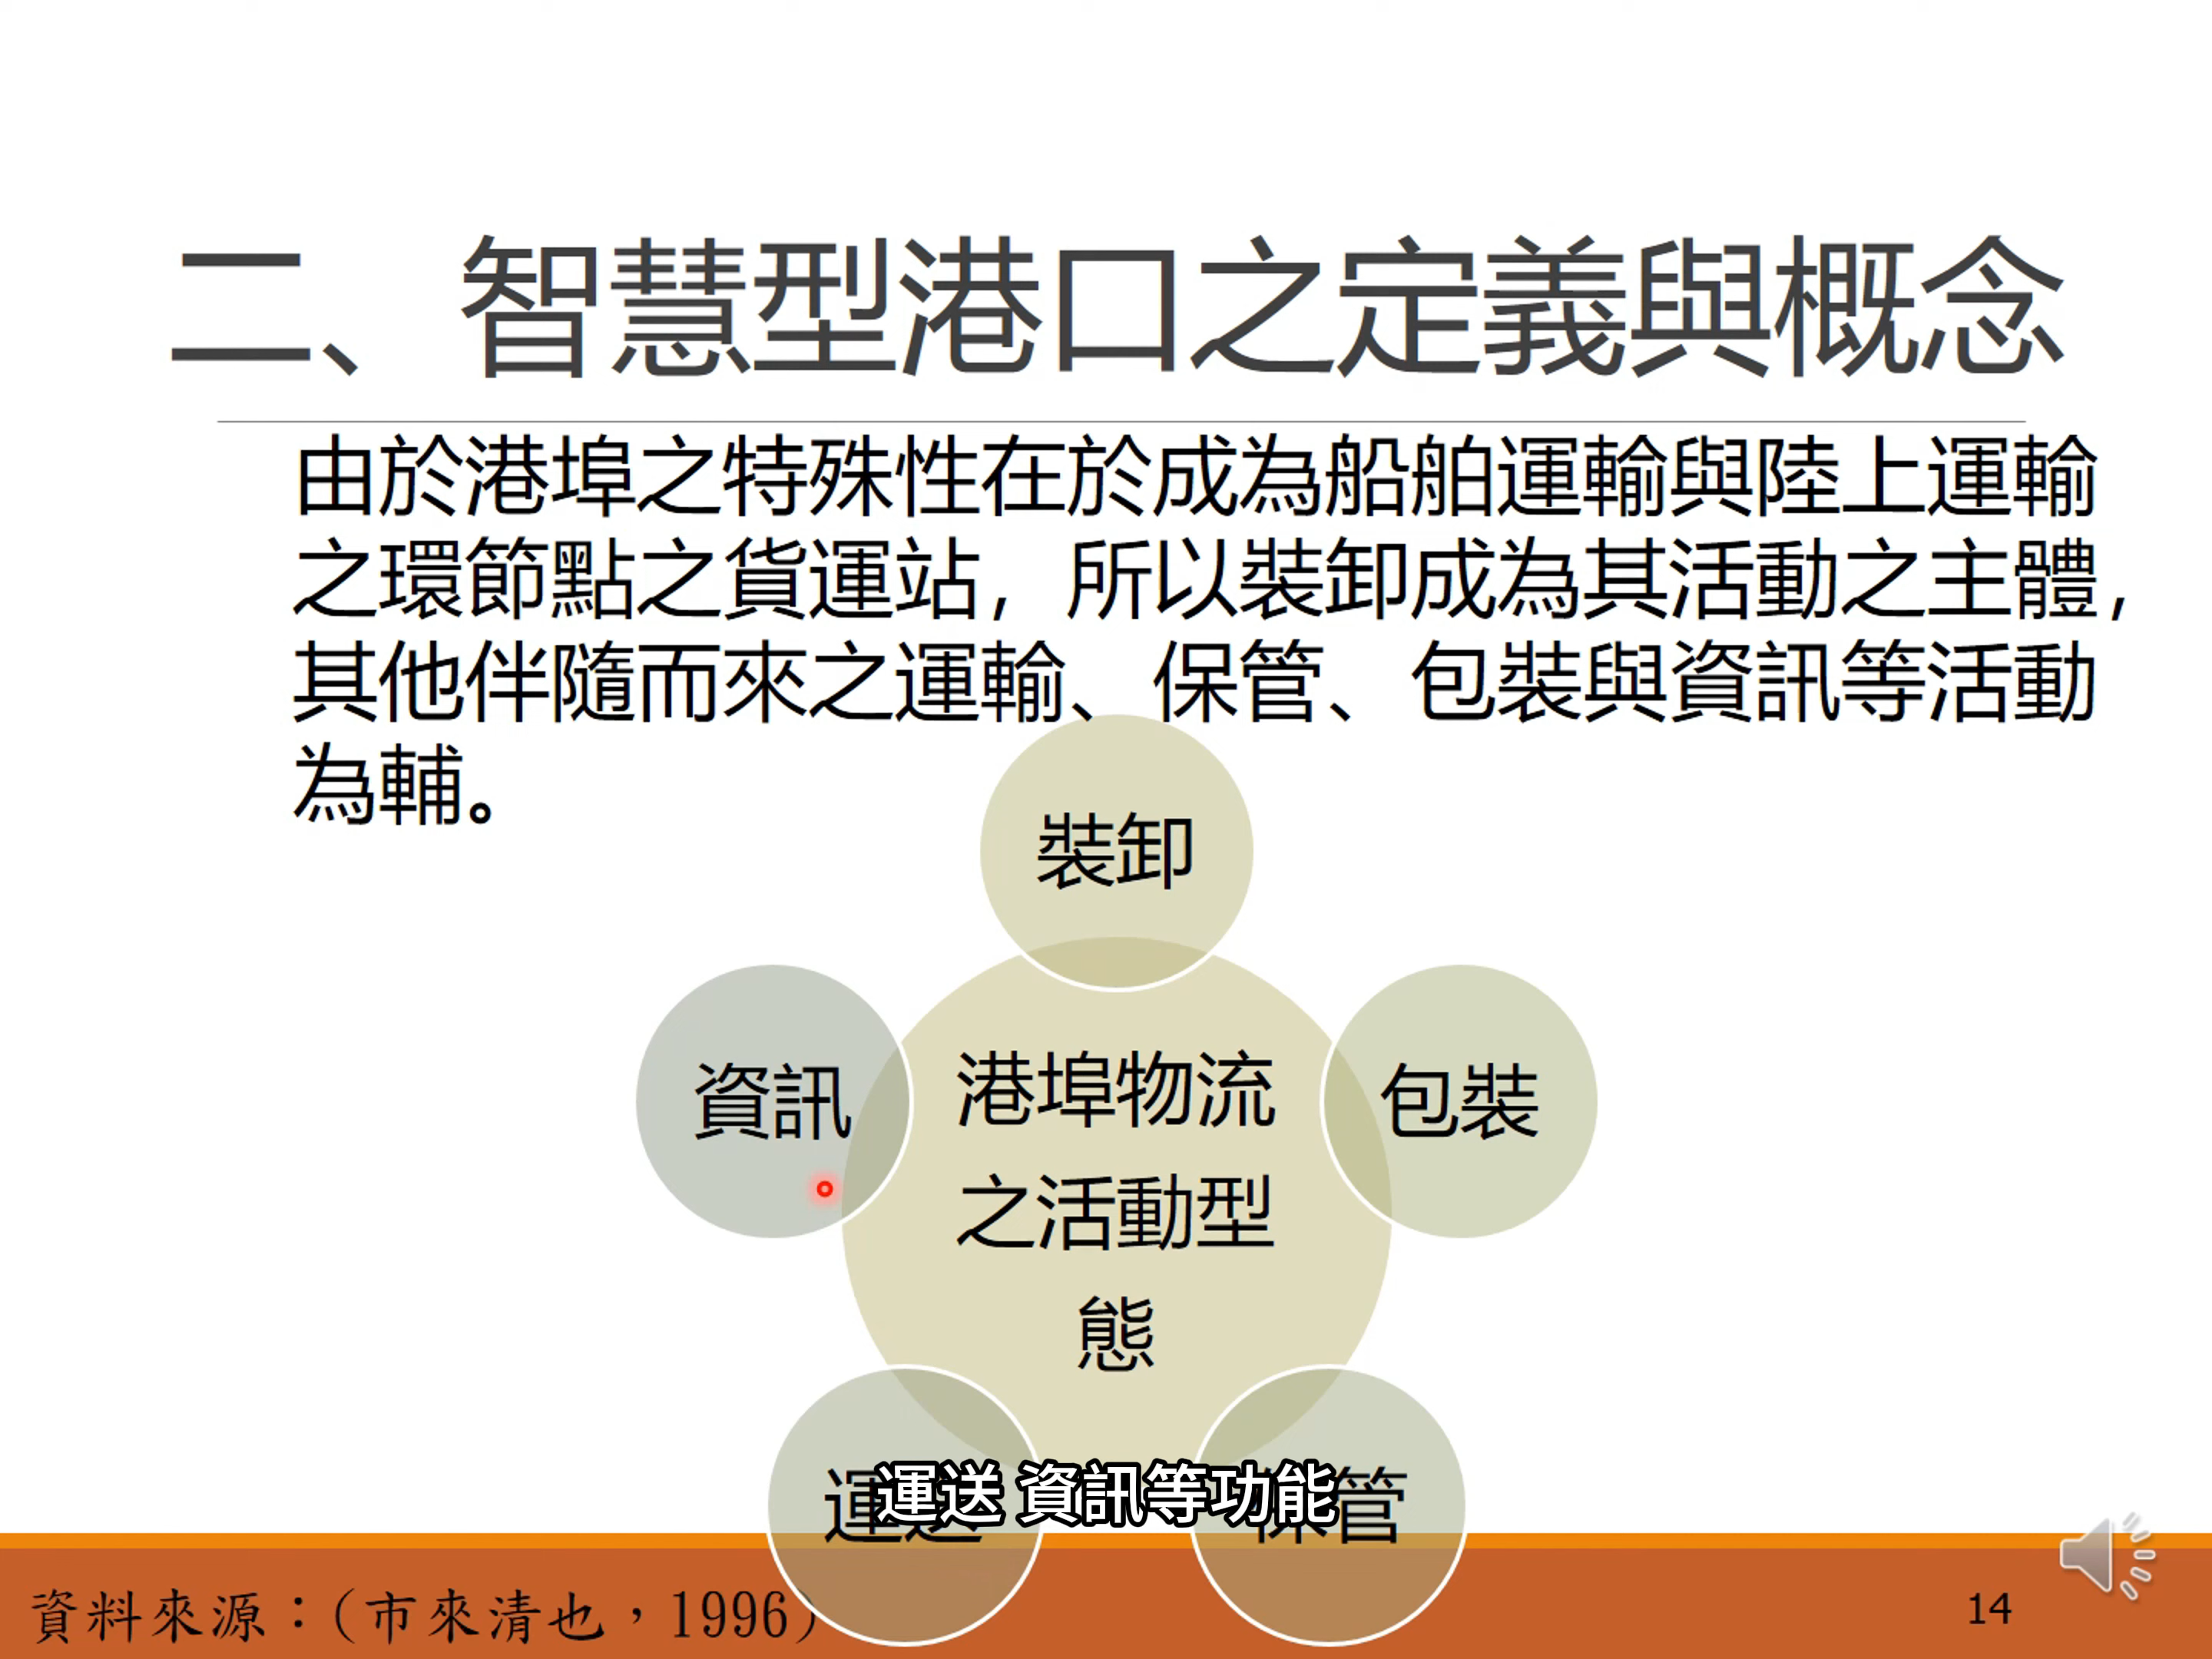 二、智慧型港口之定義與概念
由於港埠之特殊性在於成為船舶運輸與陸上運輸
之環節點之貨運站，所以裝卸成為其活動之主體，
其他伴隨而來之運輸、保管、包裝與資訊等活動
為輔。
裝卸
資訊
港埠物流
之活動型
態
包裝
運送
保管
運送 資訊等功能
資料來源：（市來清也，1996）
14